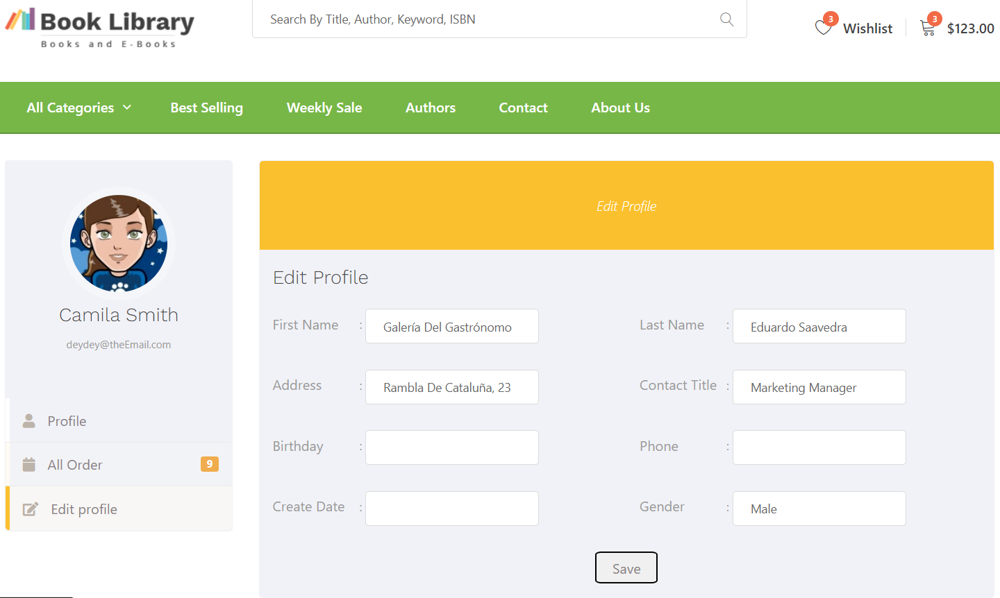 Book Library
Books and E-Books
Search By Title, Author, Keyword, ISBN
3
Wishlist
3
$123.00
All Categories
Best Selling
Weekly Sale
Authors
Contact
About Us
Camila Smith
deydey@theEmail.com
Profile
All Order 9
Edit profile
Edit Profile
Edit Profile
First Name : Galería Del Gastrónomo
Last Name : Eduardo Saavedra
Address : Rambla De Cataluña, 23
Contact Title : Marketing Manager
Birthday :
Phone :
Create Date :
Gender : Male
Save